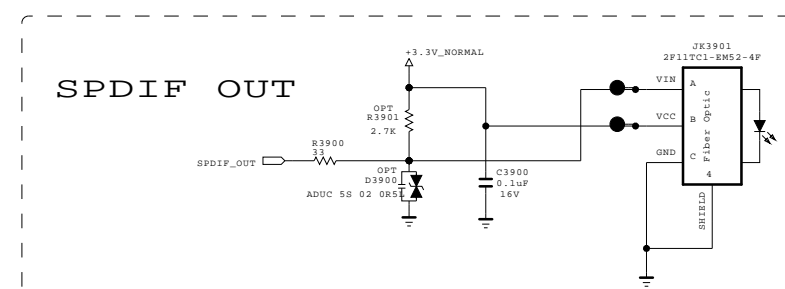 +3.3V_NORMAL
JK3901
2F11TC1-EM52-4F
SPDIF OUT
VIN
A
OPT
R3901
2.7K
VCC
B
Fiber Optic
R3900
33
GND
C
SPDIF_OUT
OPT
D3900
ADUC 5S 02 0R5L
C3900
0.1uF
16V
4
SHIELD